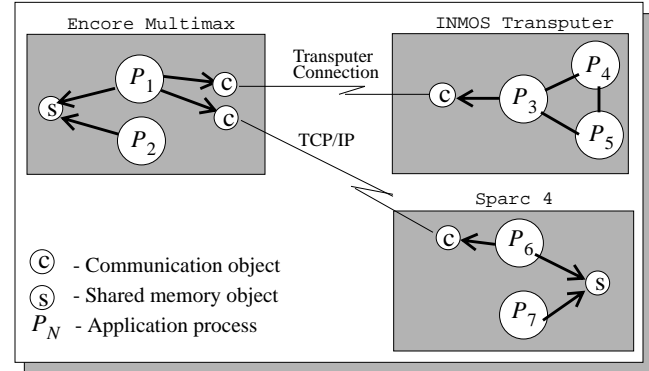 Encore Multimax
INMOS Transputer
P1
c
c
s
P2
Transputer
Connection
c
P3
P4
P5
TCP/IP
Sparc 4
c
P6
s
P7
c - Communication object
s - Shared memory object
PN - Application process